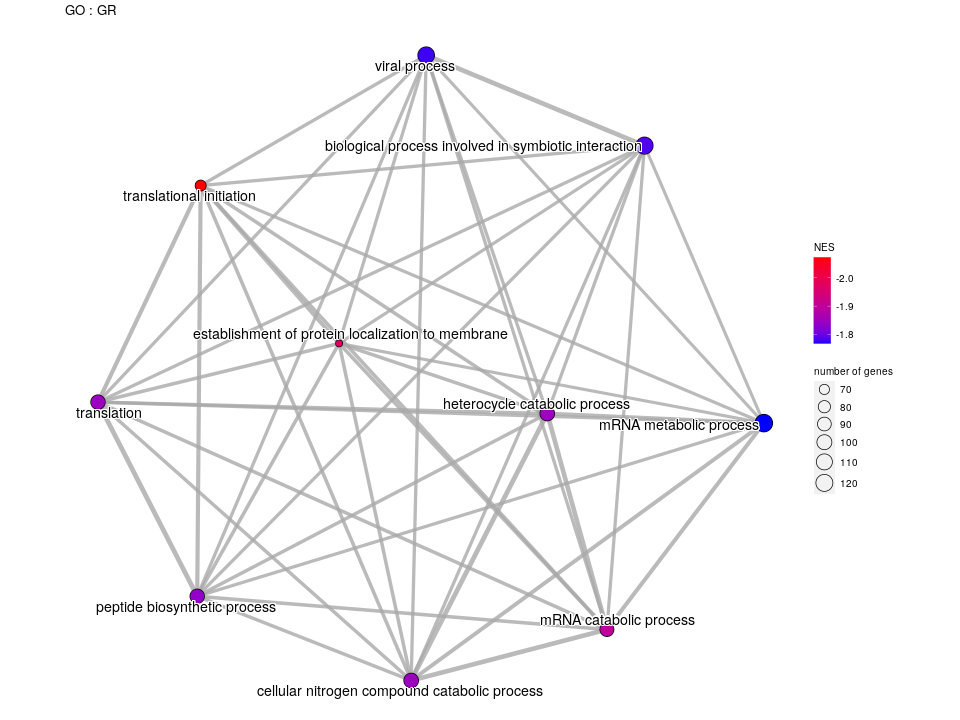 GO : GR
viral process
biological process involved in symbiotic interaction
translational initiation
establishment of protein localization to membrane
heterocycle catabolic process
translation
mRNA metabolic process
peptide biosynthetic process
mRNA catabolic process
cellular nitrogen compound catabolic process
NES
-2.0
-1.9
-1.8
number of genes
70
80
90
100
110
120